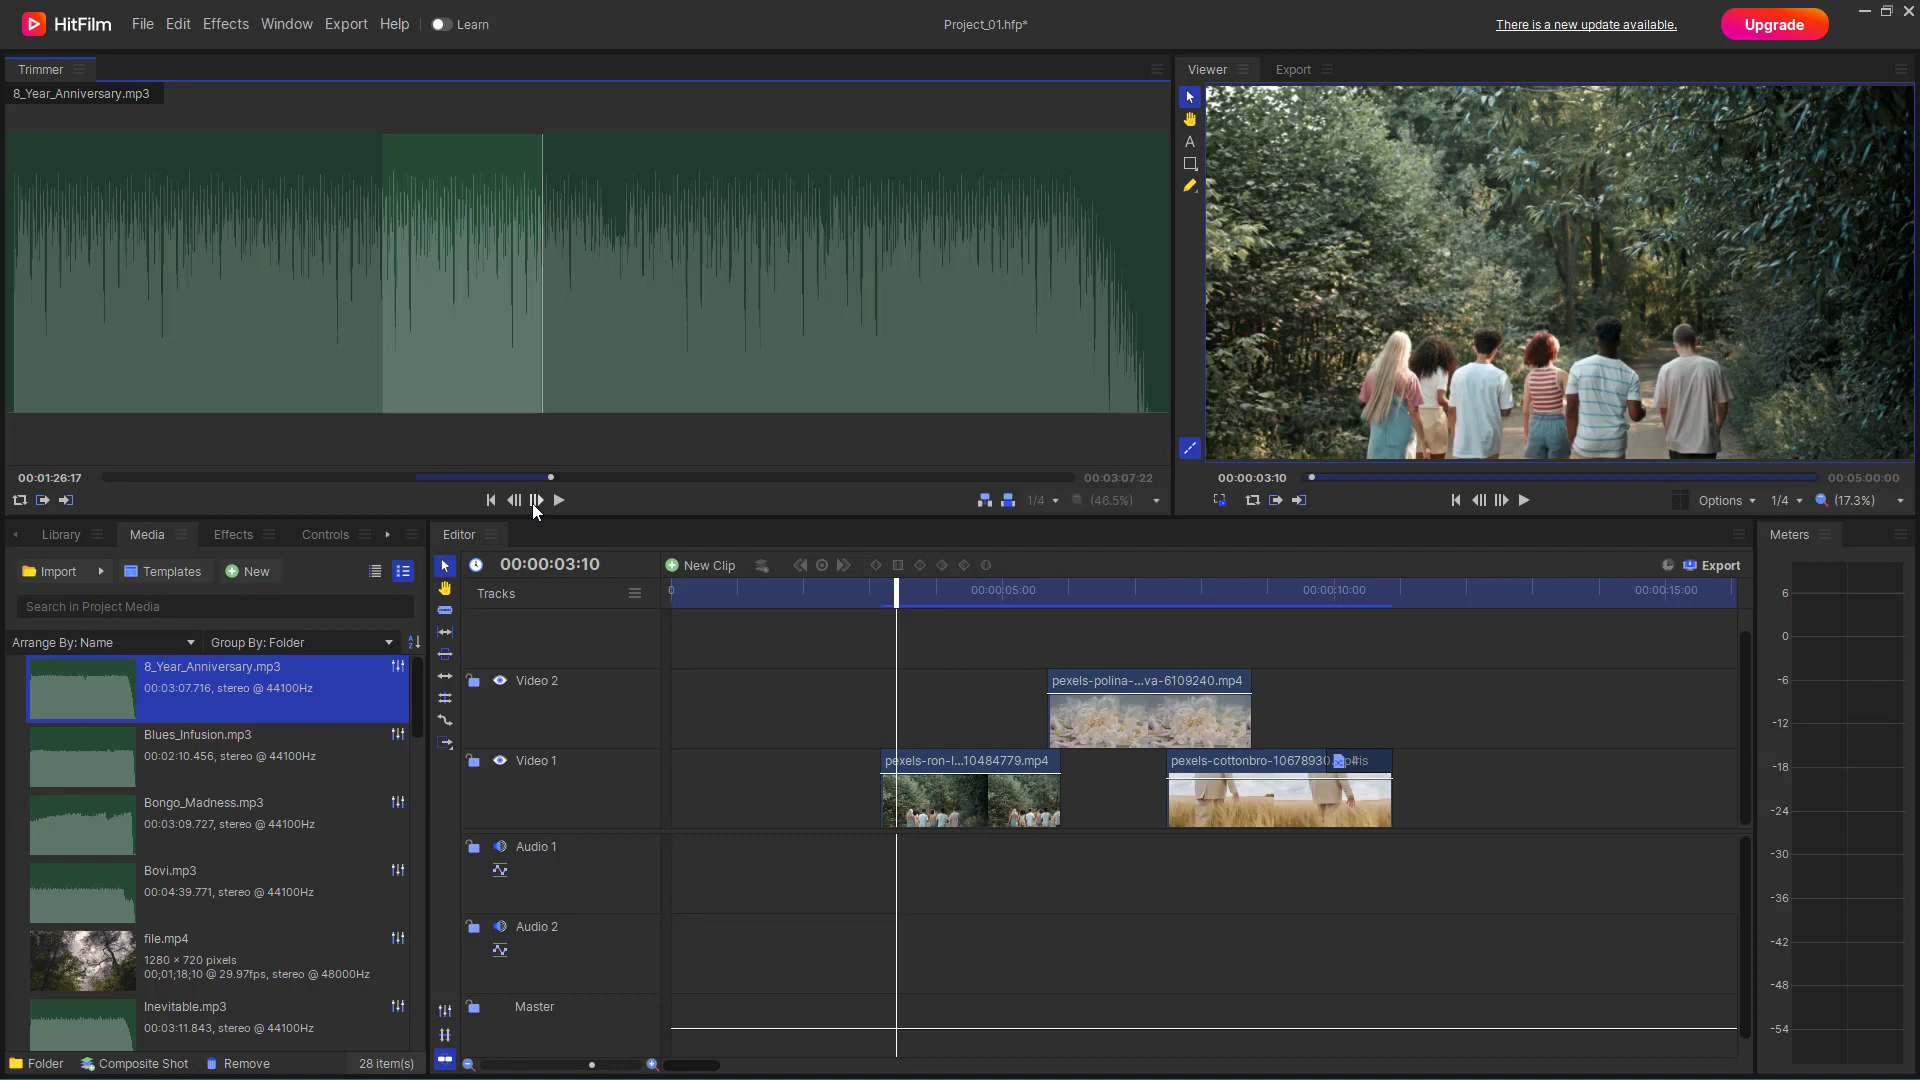 HitFilm
File Edit Effects Window Export Help Learn
Project_01.hfp*
There is a new update available.
Upgrade
Trimmer
8_Year_Anniversary.mp3
00:01:26:17
00:03:07:22
1/4 (46.5%)
Viewer Export
A
00:00:03:10
00:05:00:00
Options 1/4 (17.3%)
Library Media Effects Controls
Import Templates New
Search in Project Media
Arrange By: Name Group By: Folder
8_Year_Anniversary.mp3
00:03:07.716, stereo @ 44100Hz
Blues_Infusion.mp3
00:02:10.456, stereo @ 44100Hz
Bongo_Madness.mp3
00:03:09.727, stereo @ 44100Hz
Bovi.mp3
00:04:39.771, stereo @ 44100Hz
file.mp4
1280 × 720 pixels
00;01;18;10 @ 29.97fps, stereo @ 48000Hz
Inevitable.mp3
00:03:11.843, stereo @ 44100Hz
Folder Composite Shot Remove 28 item(s)
Editor
00:00:03:10
New Clip
Export
Tracks
0 00:00:05:00 00:00:10:00 00:00:15:00
Video 2
pexels-polina-...va-6109240.mp4
Video 1
pexels-ron-l...10484779.mp4
pexels-cottonbro-10678930
Audio 1
Audio 2
Master
Meters
6
0
-6
-12
-18
-24
-30
-36
-42
-48
-54